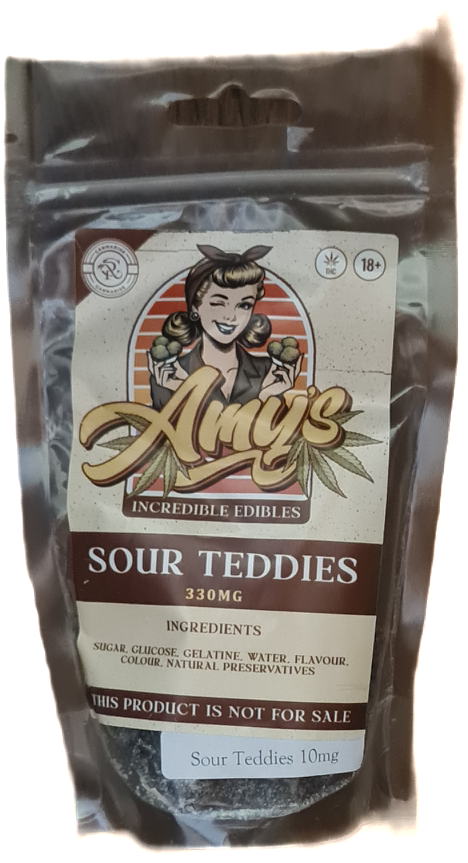 CANNABIS
THC
18+
Amy's
INCREDIBLE EDIBLES
SOUR TEDDIES
330MG
INGREDIENTS
SUGAR, GLUCOSE, GELATINE, WATER, FLAVOUR,
COLOUR, NATURAL PRESERVATIVES
THIS PRODUCT IS NOT FOR SALE
Sour Teddies 10mg